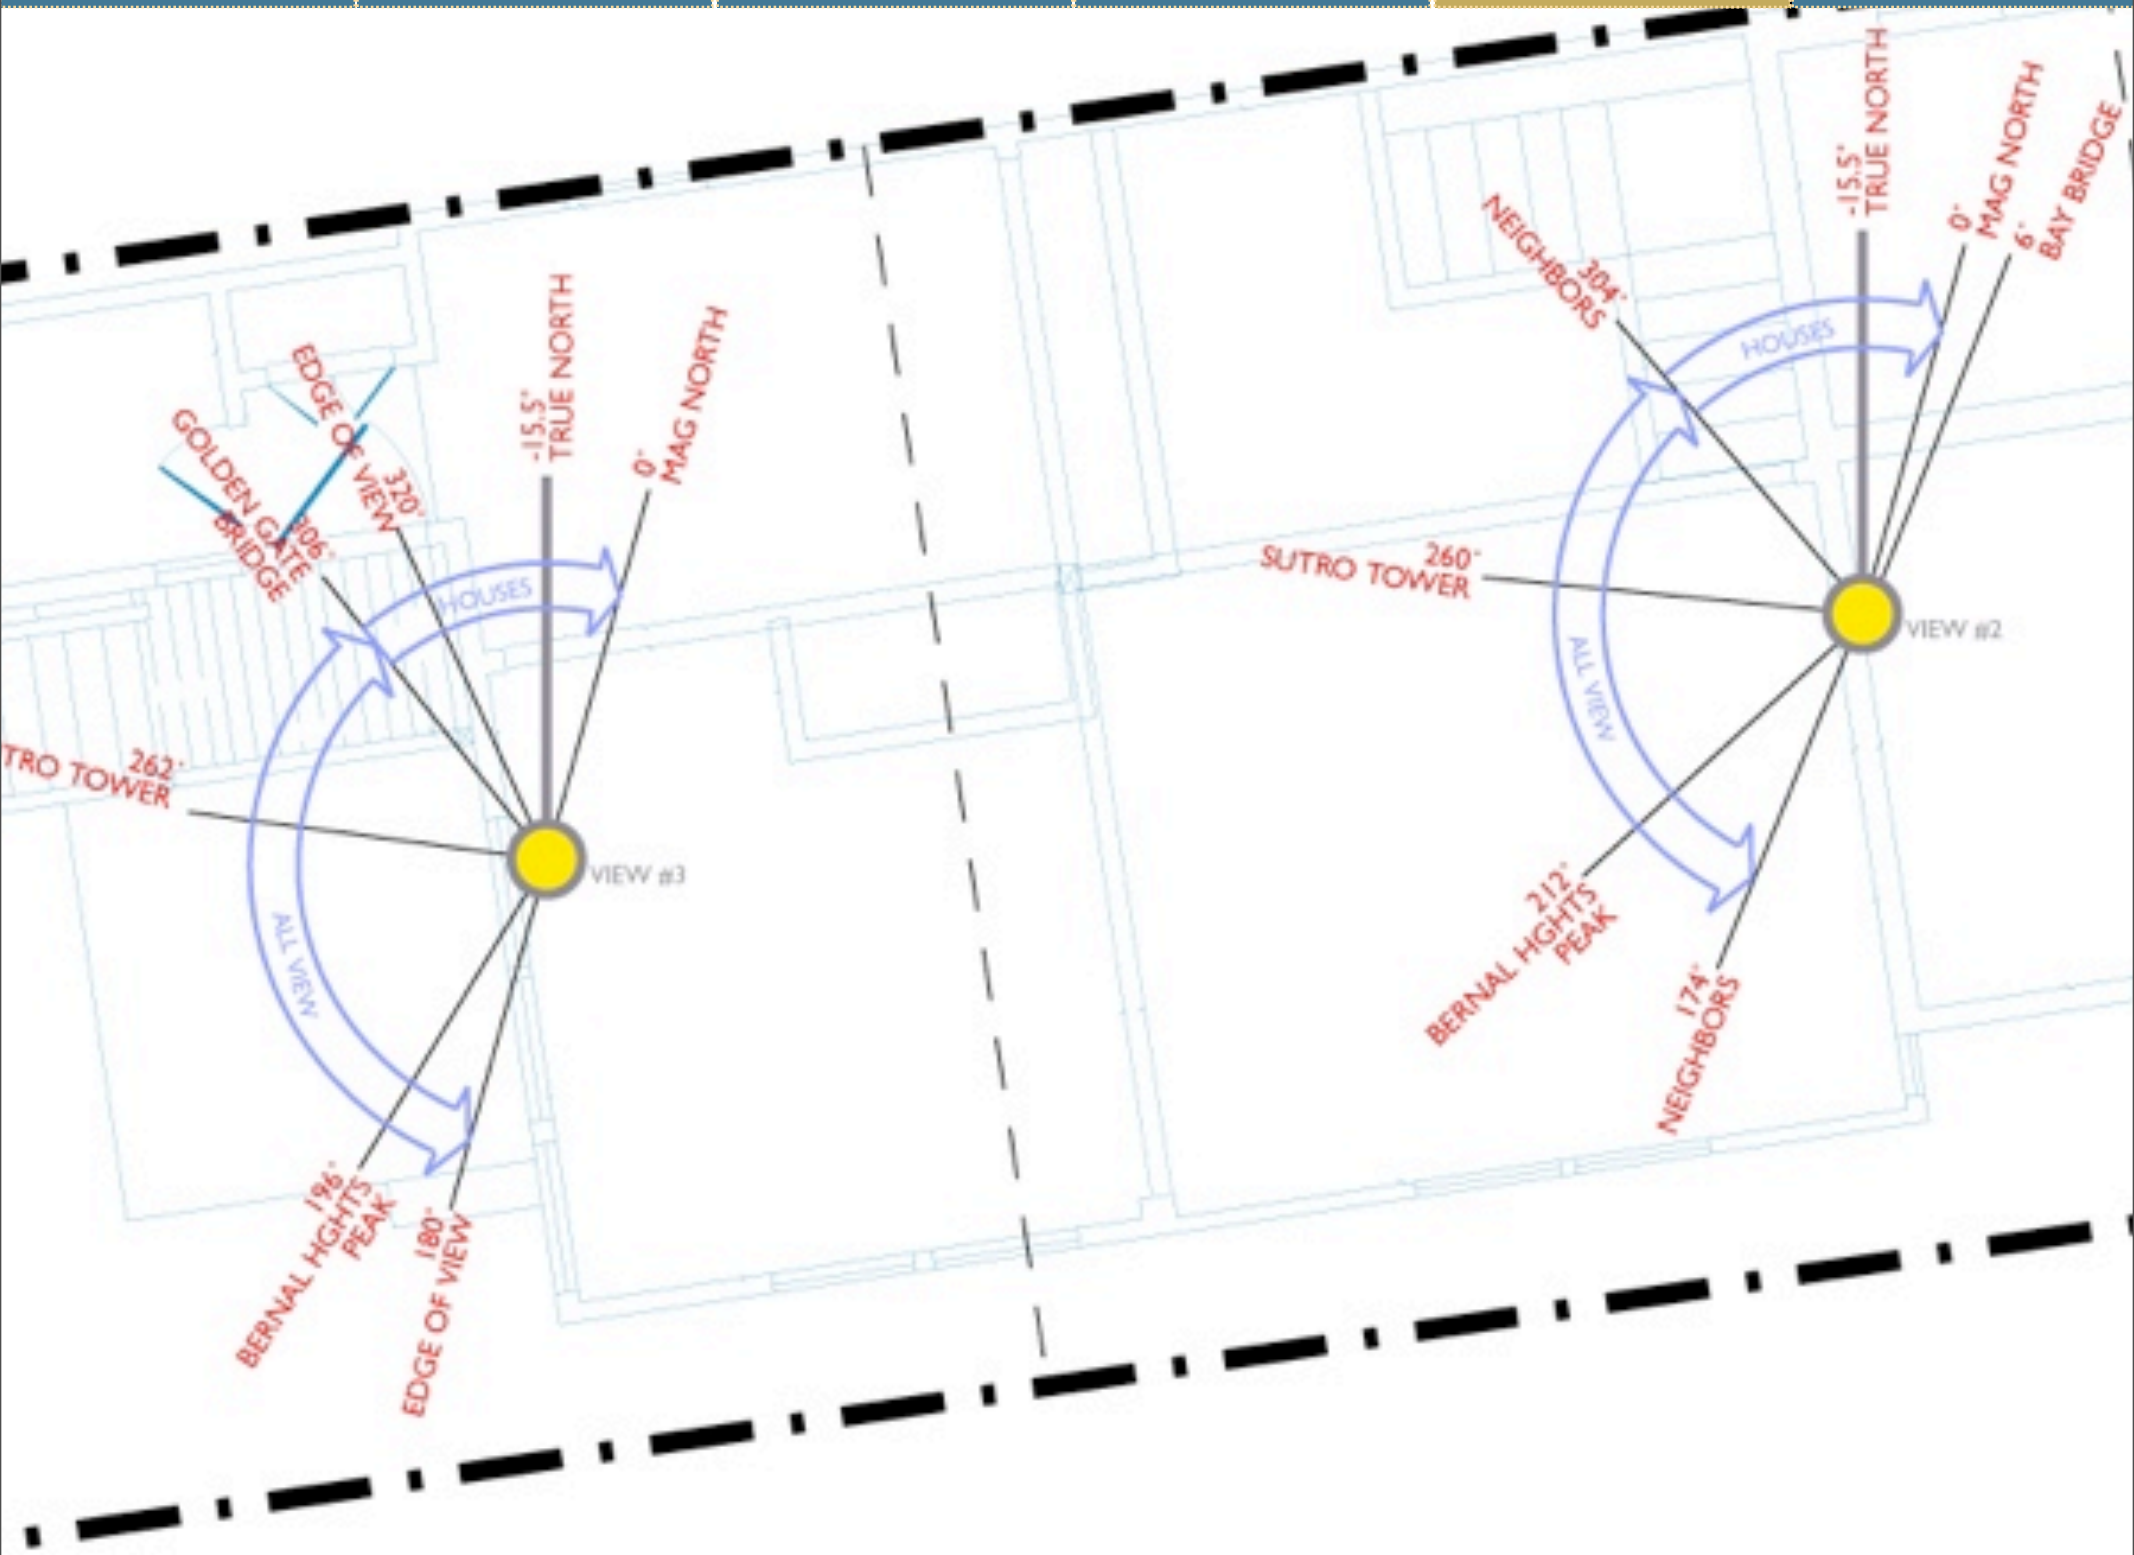 -15.5°
TRUE NORTH
0°
MAG NORTH
6°
BAY BRIDGE
304°
NEIGHBORS
HOUSES
260°
SUTRO TOWER
VIEW #2
ALL VIEW
212°
BERNAL HGHTS
PEAK
174°
NEIGHBORS
-15.5°
TRUE NORTH
0°
MAG NORTH
320°
EDGE OF VIEW
306°
GOLDEN GATE
BRIDGE
HOUSES
262°
TRO TOWER
VIEW #3
ALL VIEW
196°
BERNAL HGHTS
PEAK
180°
EDGE OF VIEW